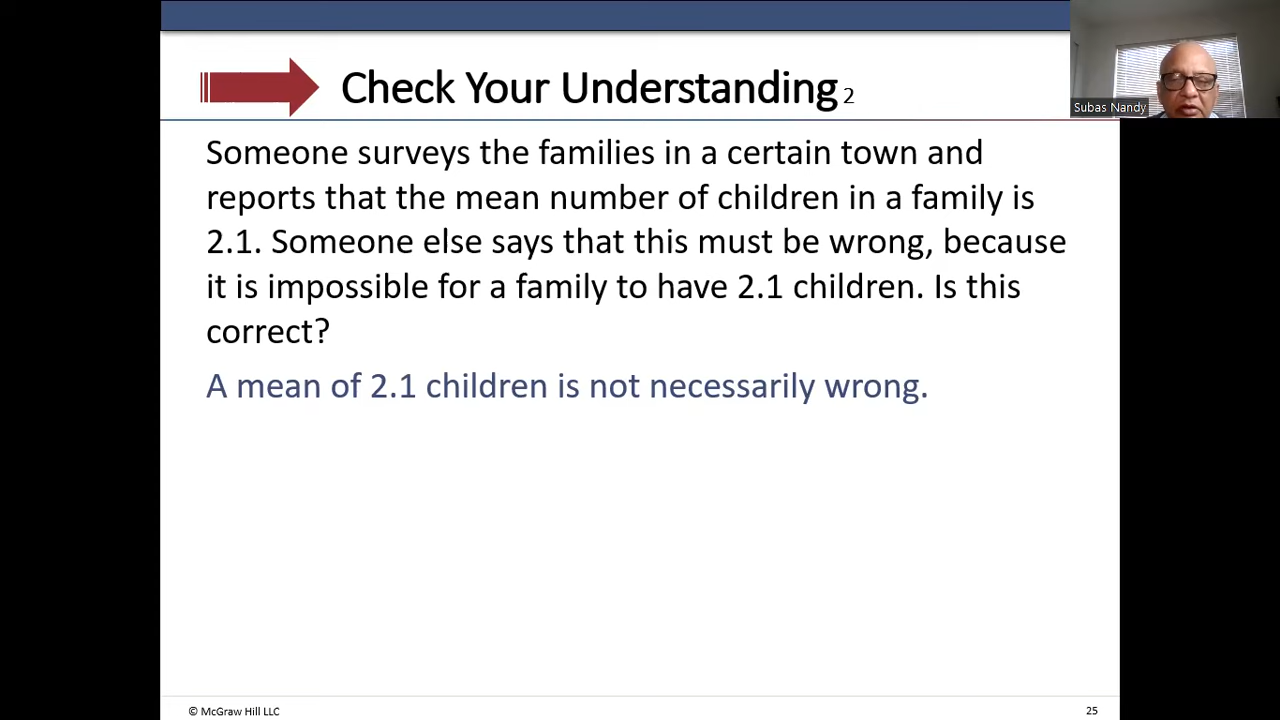 Check Your Understanding 2
Subas Nandy
Someone surveys the families in a certain town and
reports that the mean number of children in a family is
2.1. Someone else says that this must be wrong, because
it is impossible for a family to have 2.1 children. Is this
correct?
A mean of 2.1 children is not necessarily wrong.
© McGraw Hill LLC
25